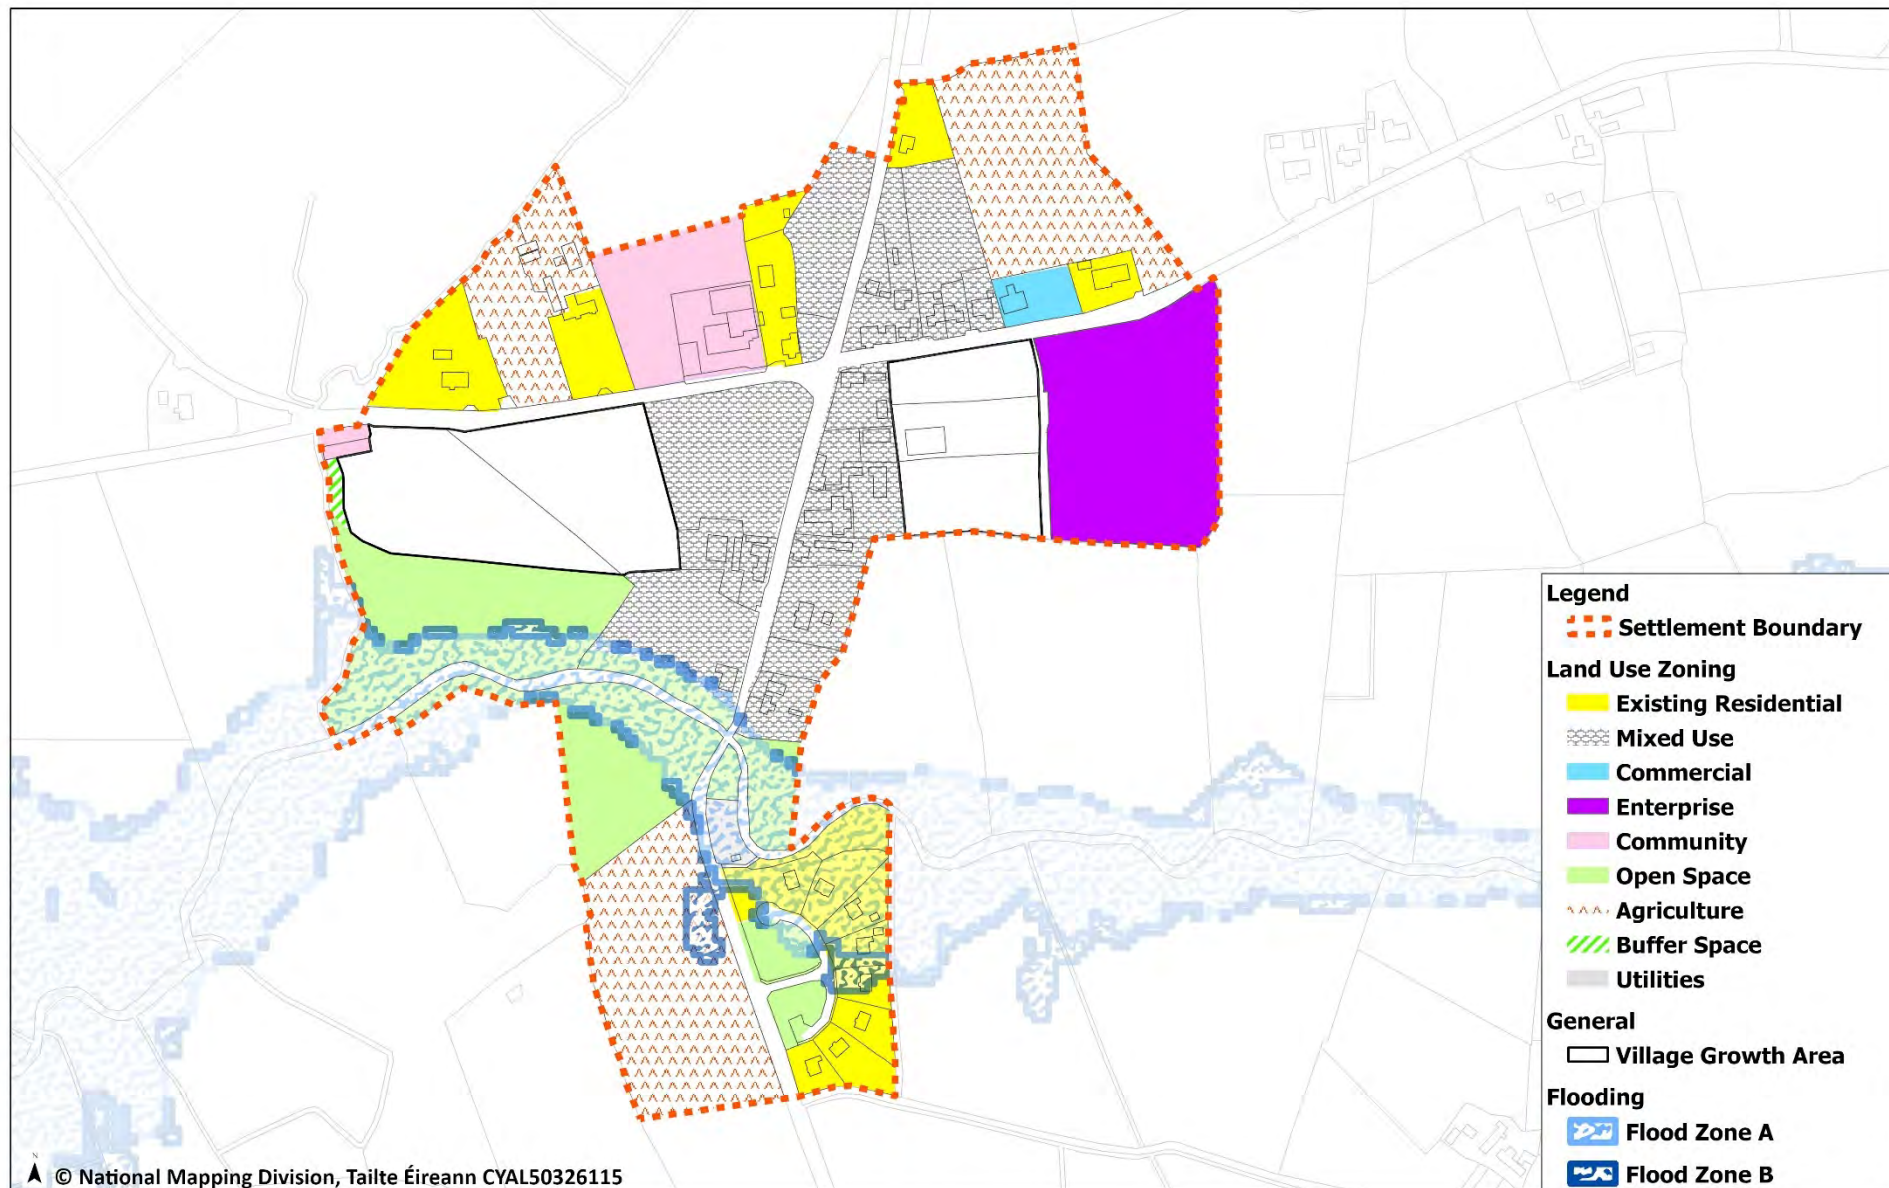 Legend
Settlement Boundary
Land Use Zoning
Existing Residential
Mixed Use
Commercial
Enterprise
Community
Open Space
Agriculture
Buffer Space
Utilities
General
Village Growth Area
Flooding
Flood Zone A
Flood Zone B
N
© National Mapping Division, Tailte Éireann CYAL50326115